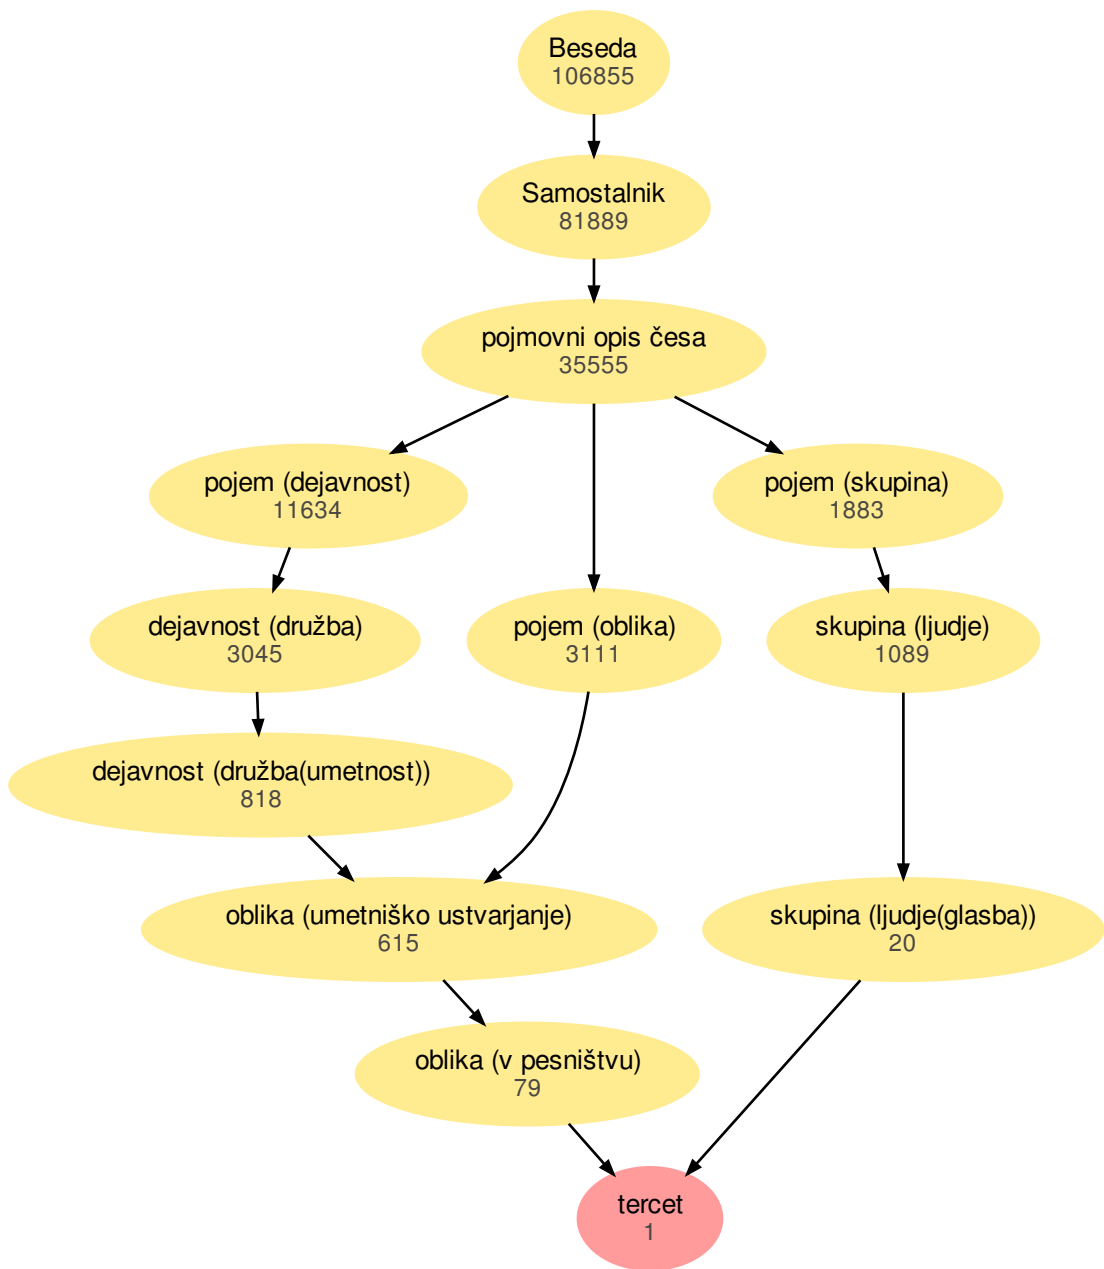 Beseda
106855
Samostalnik
81889
pojmovni opis česa
35555
pojem (dejavnost)
11634
pojem (skupina)
1883
dejavnost (družba)
3045
pojem (oblika)
3111
skupina (ljudje)
1089
dejavnost (družba(umetnost))
818
oblika (umetniško ustvarjanje)
615
skupina (ljudje(glasba))
20
oblika (v pesništvu)
79
tercet
1